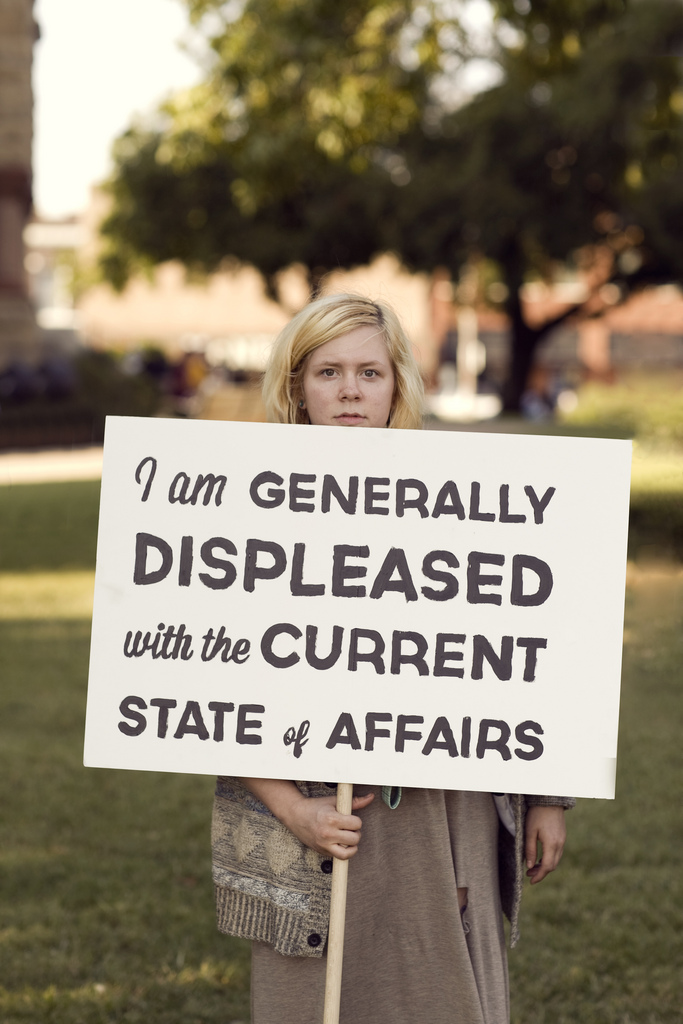 I am GENERALLY
DISPLEASED
with the CURRENT
STATE of AFFAIRS